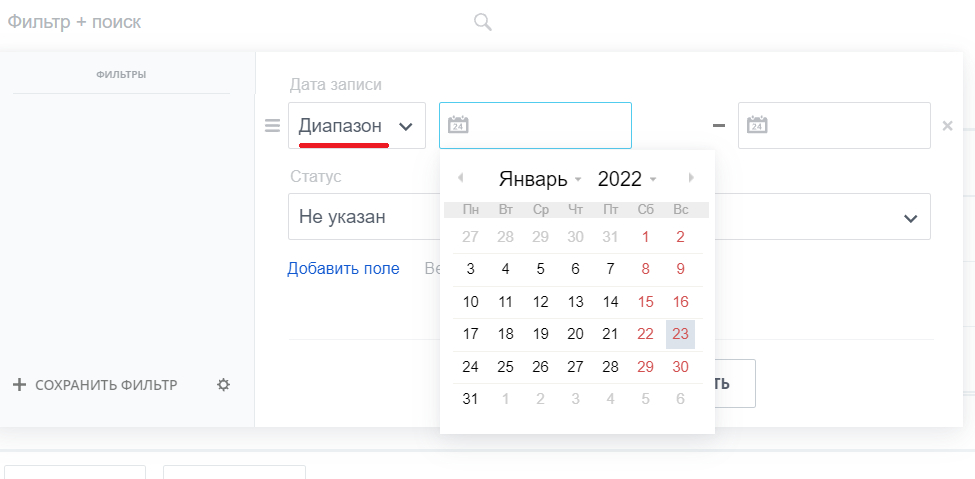 Фильтр + поиск
ФИЛЬТРЫ
Дата записи
Диапазон
24
–
24
Статус
Не указан
Добавить поле
СОХРАНИТЬ ФИЛЬТР
Январь 2022
Пн Вт Ср Чт Пт Сб Вс
27 28 29 30 31 1 2
3 4 5 6 7 8 9
10 11 12 13 14 15 16
17 18 19 20 21 22 23
24 25 26 27 28 29 30
31 1 2 3 4 5 6